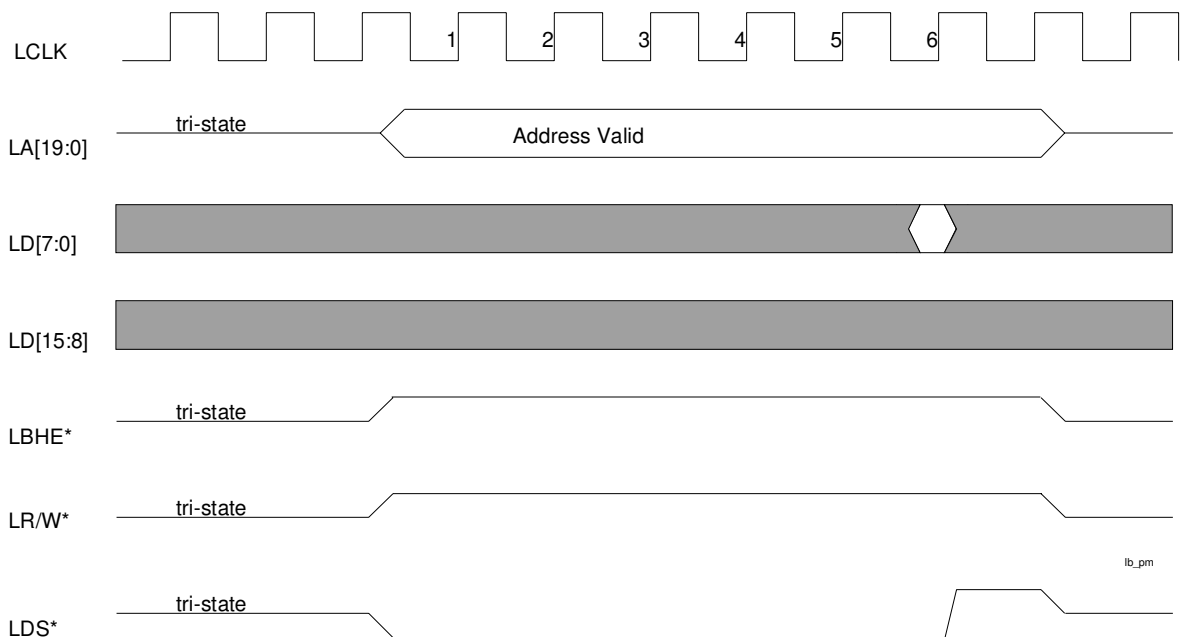 LCLK
1 2 3 4 5 6
LA[19:0]
tri-state
Address Valid
LD[7:0]
LD[15:8]
LBHE*
tri-state
LR/W*
tri-state
lb_pm
LDS*
tri-state